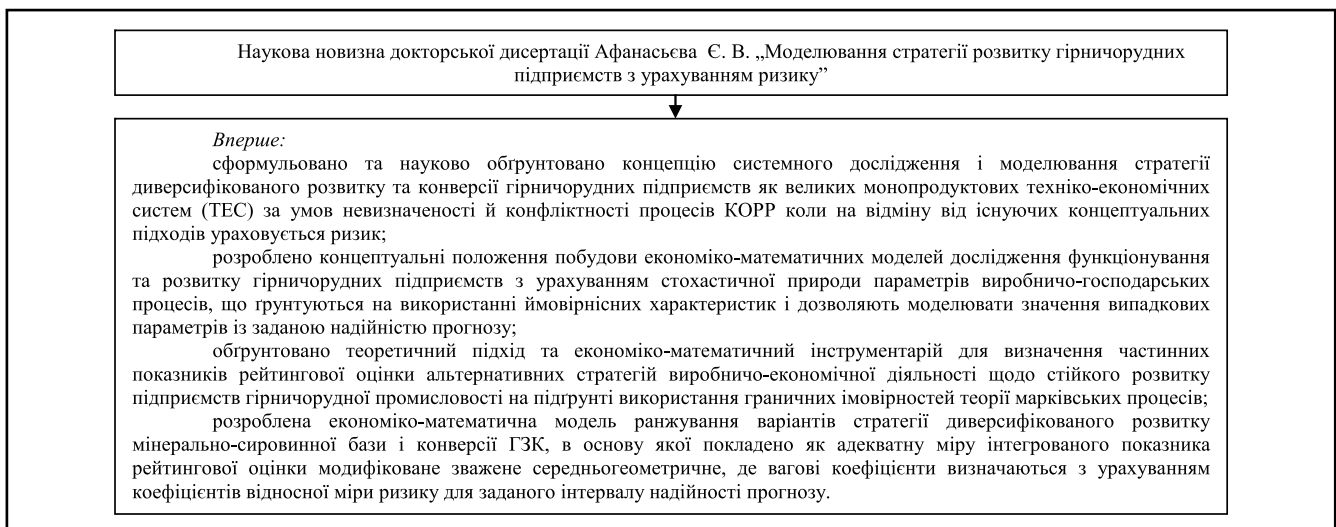 Наукова новизна докторської дисертації Афанасьєва Є. В. „Моделювання стратегії розвитку гірничорудних
підприємств з урахуванням ризику”
Вперше:
сформульовано та науково обґрунтовано концепцію системного дослідження і моделювання стратегії
диверсифікованого розвитку та конверсії гірничорудних підприємств як великих монопродуктових техніко-економічних
систем (ТЕС) за умов невизначеності й конфліктності процесів КОРР коли на відміну від існуючих концептуальних
підходів ураховується ризик;
розроблено концептуальні положення побудови економіко-математичних моделей дослідження функціонування
та розвитку гірничорудних підприємств з урахуванням стохастичної природи параметрів виробничо-господарських
процесів, що ґрунтуються на використанні ймовірнісних характеристик і дозволяють моделювати значення випадкових
параметрів із заданою надійністю прогнозу;
обґрунтовано теоретичний підхід та економіко-математичний інструментарій для визначення частинних
показників рейтингової оцінки альтернативних стратегій виробничо-економічної діяльності щодо стійкого розвитку
підприємств гірничорудної промисловості на підґрунті використання граничних імовірностей теорії марківських процесів;
розроблена економіко-математична модель ранжування варіантів стратегії диверсифікованого розвитку
мінерально-сировинної бази і конверсії ГЗК, в основу якої покладено як адекватну міру інтегрованого показника
рейтингової оцінки модифіковане зважене середньогеометричне, де вагові коефіцієнти визначаються з урахуванням
коефіцієнтів відносної міри ризику для заданого інтервалу надійності прогнозу.